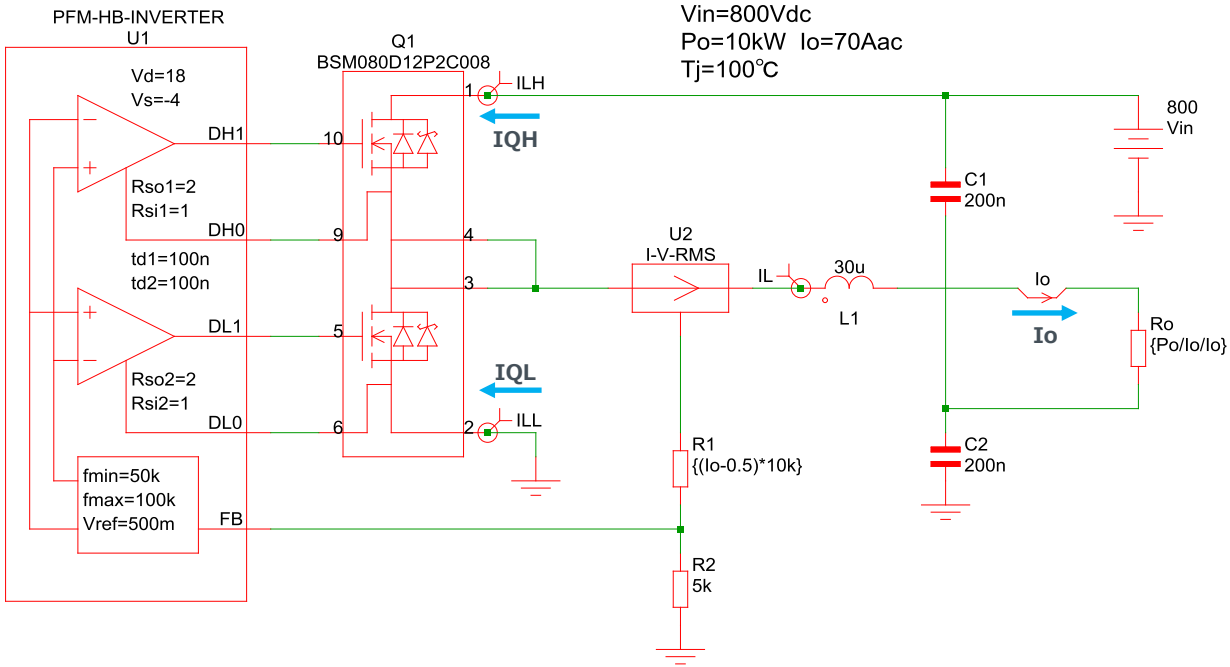 PFM-HB-INVERTER
U1
Vin=800Vdc
Po=10kW Io=70Aac
Tj=100℃
Q1
BSM080D12P2C008
Vd=18
Vs=-4
DH1
10
1
ILH
IQH
800
Vin
Rso1=2
Rsi1=1
DH0
9
4
C1
200n
td1=100n
td2=100n
U2
I-V-RMS
3
IL
30u
L1
Io
Io
DL1
5
Ro
{Po/Io/Io}
Rso2=2
Rsi2=1
IQL
DL0
6
2
ILL
fmin=50k
fmax=100k
Vref=500m
FB
R1
{(Io-0.5)*10k}
C2
200n
R2
5k